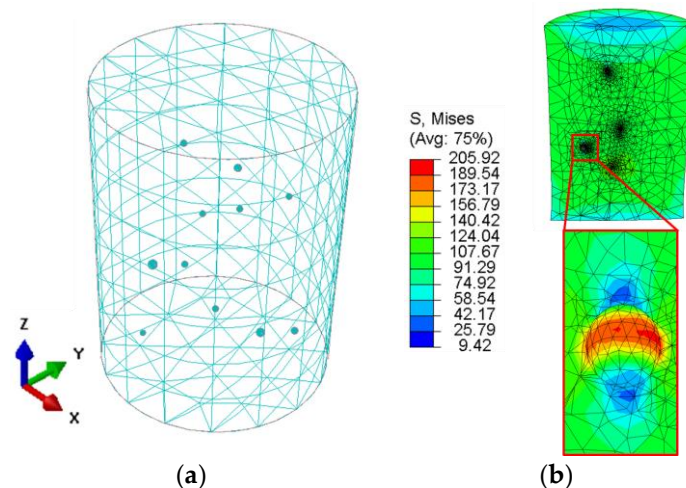 S, Mises
(Avg: 75%)
205.92
189.54
173.17
156.79
140.42
124.04
107.67
91.29
74.92
58.54
42.17
25.79
9.42
Z
Y
X
(a)
(b)